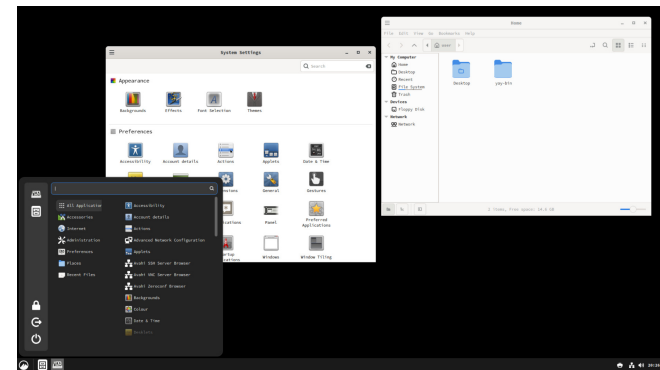 System Settings
Search
Appearance
Backgrounds
Effects
Font Selection
Themes
Preferences
Accessibility
Account details
Actions
Applets
Date & Time
General
Gestures
Panel
Preferred
Applications
Windows
Window Tiling
Home
File Edit View Go Bookmarks Help
user
My Computer
Home
Desktop
Recent
File System
Trash
Devices
Floppy Disk
Network
Network
Desktop
yay-bin
All Application
Accessories
Internet
Administration
Preferences
Places
Recent Files
Accessibility
Account details
Actions
Advanced Network Configuration
Applets
Avahi SSH Server Browser
Avahi VNC Server Browser
Avahi Zeroconf Browser
Backgrounds
Colour
Date & Time
Desklets